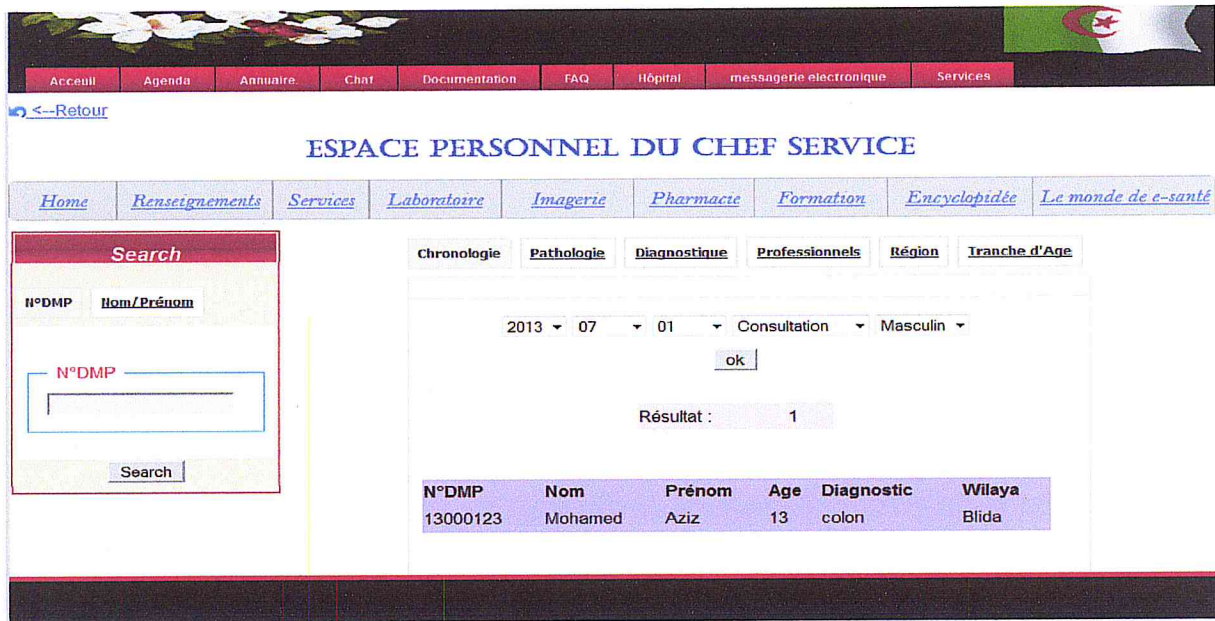 Acceuil Agenda Annuaire. Chat Documentation FAQ Hôpital messagerie electronique Services
<--Retour
ESPACE PERSONNEL DU CHEF SERVICE
Home Renseignements Services Laboratoire Imagerie Pharmacie Formation Encyclopidée Le monde de e-santé
Search
N°DMP Nom/Prénom
N°DMP
Search
Chronologie Pathologie Diagnostique Professionnels Région Tranche d'Age
2013 07 01 Consultation Masculin
ok
Résultat : 1
N°DMP Nom Prénom Age Diagnostic Wilaya
13000123 Mohamed Aziz 13 colon Blida